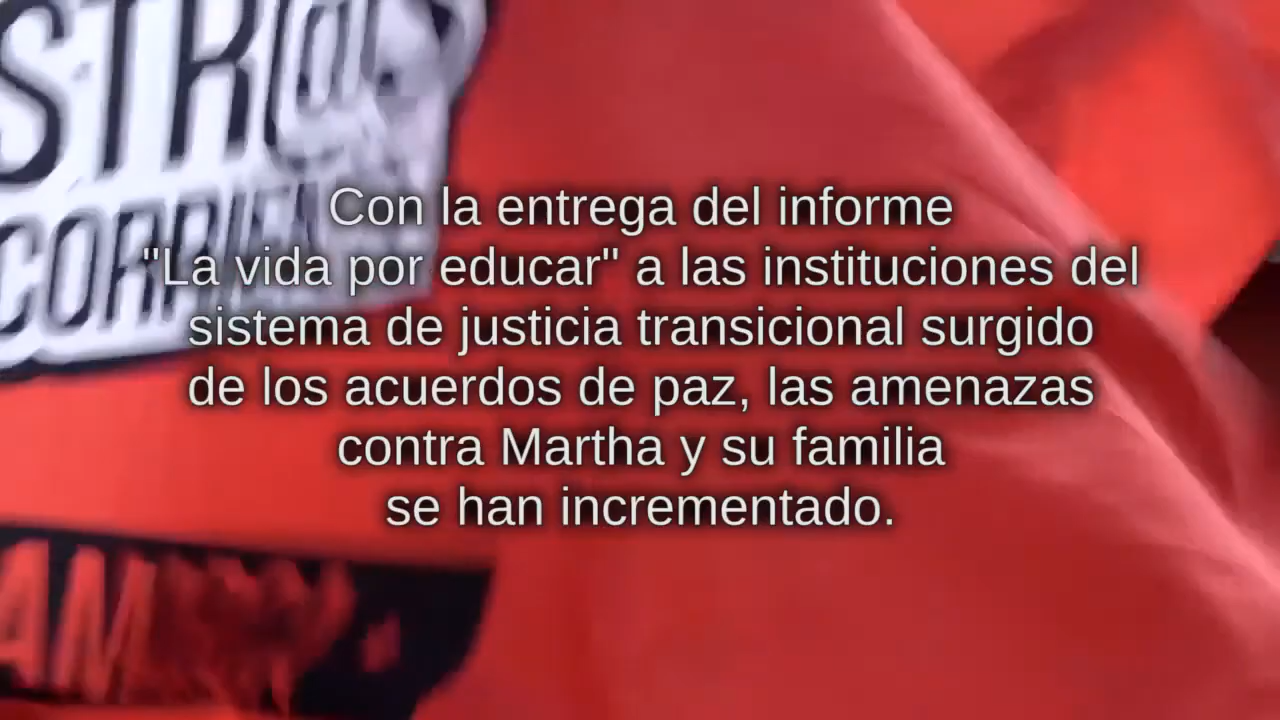 Con la entrega del informe
"La vida por educar" a las instituciones del
sistema de justicia transicional surgido
de los acuerdos de paz, las amenazas
contra Martha y su familia
se han incrementado.